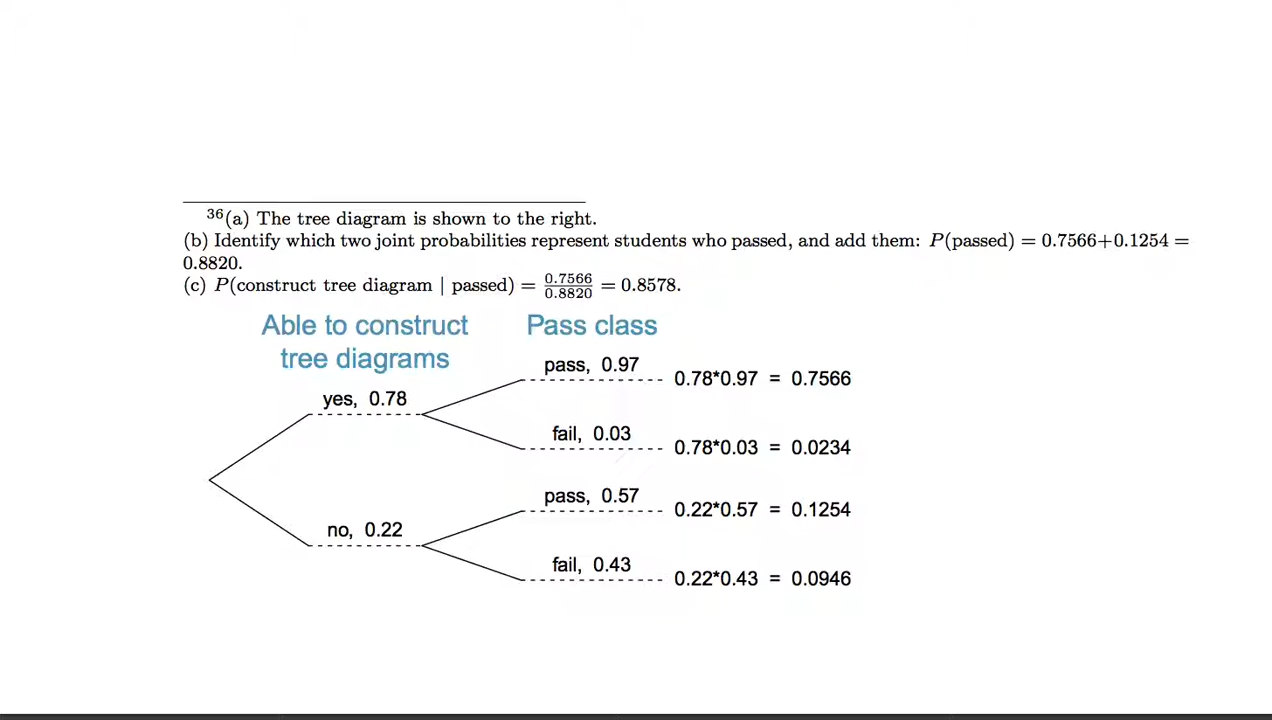 36(a) The tree diagram is shown to the right.
(b) Identify which two joint probabilities represent students who passed, and add them: P(passed) = 0.7566+0.1254 =
0.8820.
(c) P(construct tree diagram | passed) = 0.7566/0.8820 = 0.8578.
Able to construct
tree diagrams
Pass class
yes, 0.78
pass, 0.97
0.78*0.97 = 0.7566
fail, 0.03
0.78*0.03 = 0.0234
no, 0.22
pass, 0.57
0.22*0.57 = 0.1254
fail, 0.43
0.22*0.43 = 0.0946